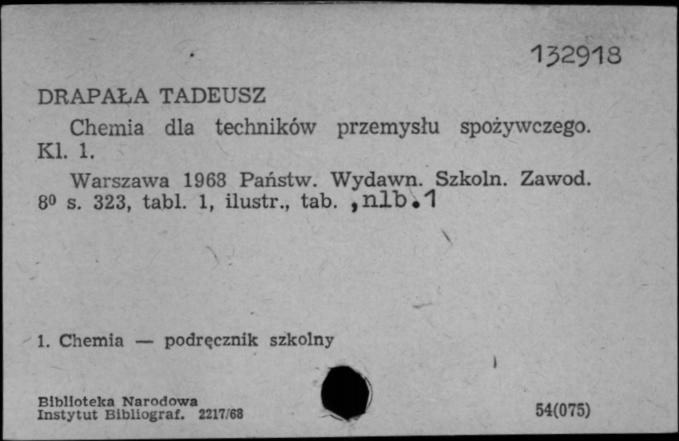 132918
DRAPAŁA TADEUSZ
Chemia dla techników przemysłu spożywczego.
Kl. 1.
Warszawa 1968 Państw. Wydawn. Szkoln. Zawod.
8⁰ s. 323, tabl. 1, ilustr., tab. ,nlb.1
1. Chemia — podręcznik szkolny
Biblioteka Narodowa
Instytut Bibliograf. 2217/68
54(075)